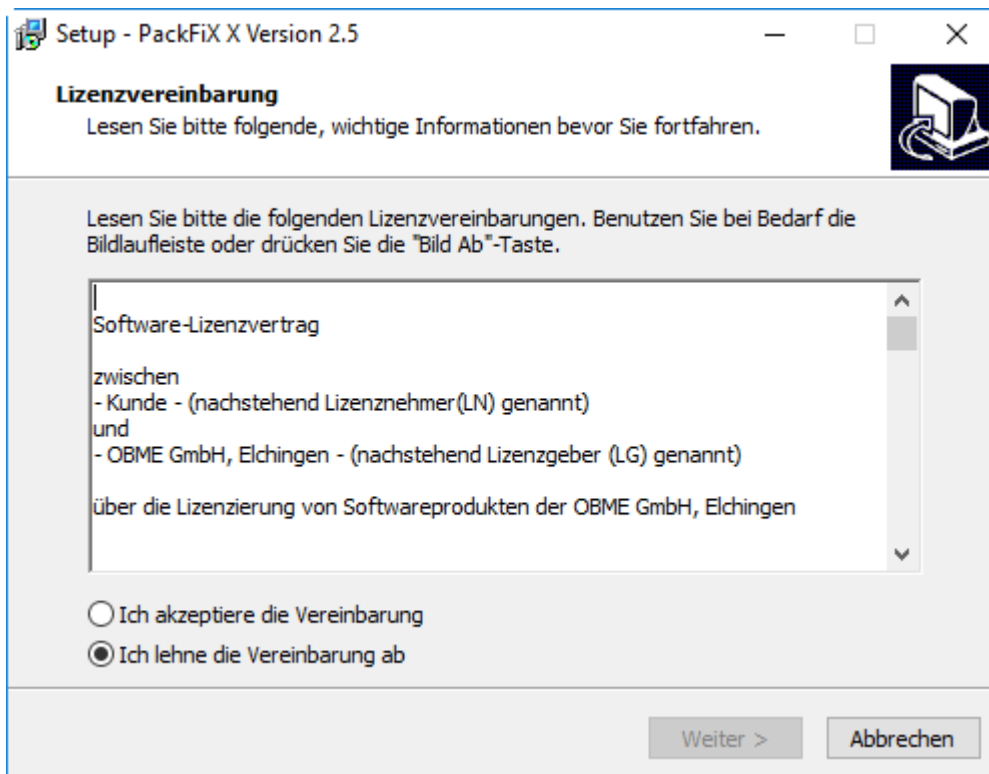 Setup - PackFiX X Version 2.5
Lizenzvereinbarung
Lesen Sie bitte folgende, wichtige Informationen bevor Sie fortfahren.
Lesen Sie bitte die folgenden Lizenzvereinbarungen. Benutzen Sie bei Bedarf die
Bildlaufleiste oder drücken Sie die "Bild Ab"-Taste.
Software-Lizenzvertrag
zwischen
- Kunde - (nachstehend Lizenznehmer(LN) genannt)
und
- OBME GmbH, Elchingen - (nachstehend Lizenzgeber (LG) genannt)
über die Lizenzierung von Softwareprodukten der OBME GmbH, Elchingen
Ich akzeptiere die Vereinbarung
Ich lehne die Vereinbarung ab
Weiter >
Abbrechen